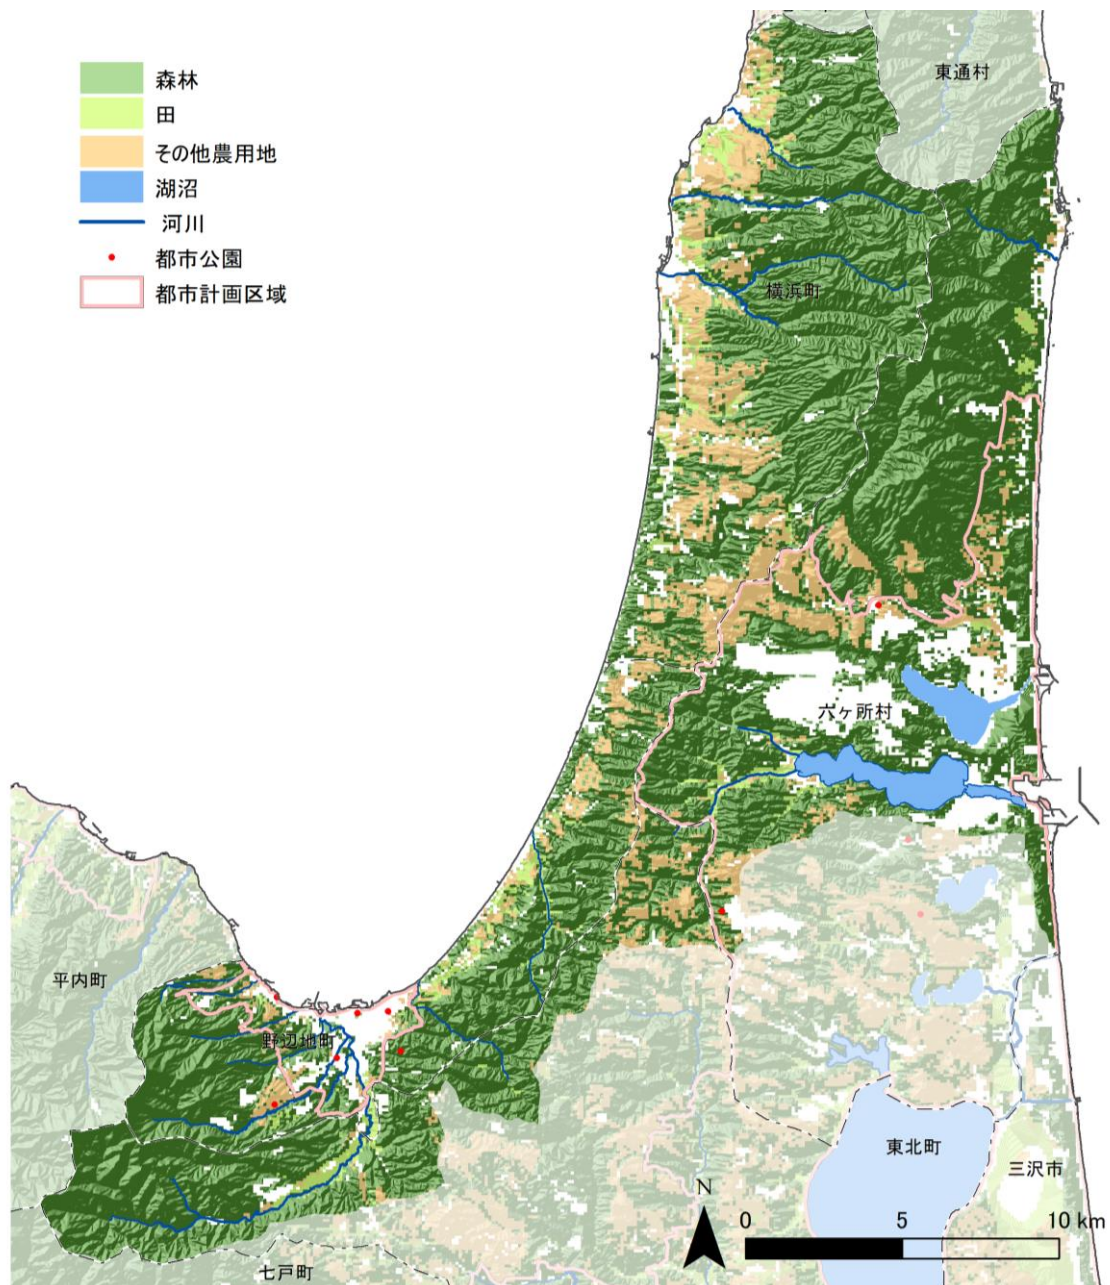 森林
田
その他農用地
湖沼
河川
都市公園
都市計画区域
東通村
横浜町
六ヶ所村
平内町
野辺地町
東北町
三沢市
七戸町
N
0 5 10 km